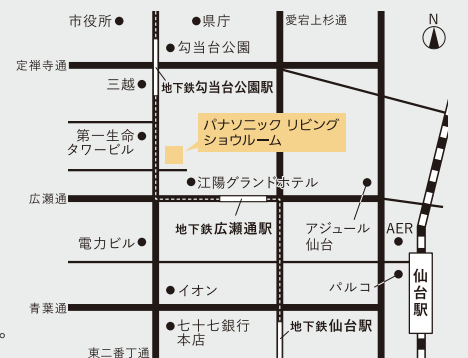 市役所
県庁
愛宕上杉通
N
勾当台公園
定禅寺通
三越
地下鉄勾当台公園駅
パナソニック リビング
ショウルーム
第一生命
タワービル
江陽グランドホテル
広瀬通
地下鉄広瀬通駅
アジュール
仙台
AER
電力ビル
仙台駅
イオン
パルコ
青葉通
七十七銀行
本店
地下鉄仙台駅
東二番丁通
。